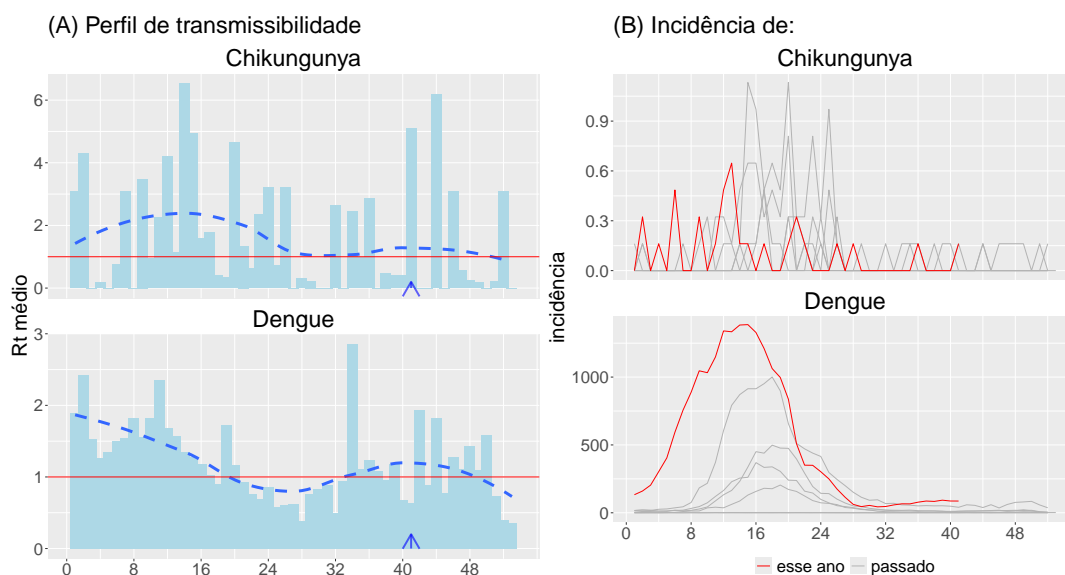 (A) Perfil de transmissibilidade
Chikungunya
6
4
2
0
Dengue
3
2
1
0
0 8 16 24 32 40 48
Rt médio
(B) Incidência de:
Chikungunya
0.9
0.6
0.3
0.0
Dengue
1000
500
0
0 8 16 24 32 40 48
incidência
esse ano passado